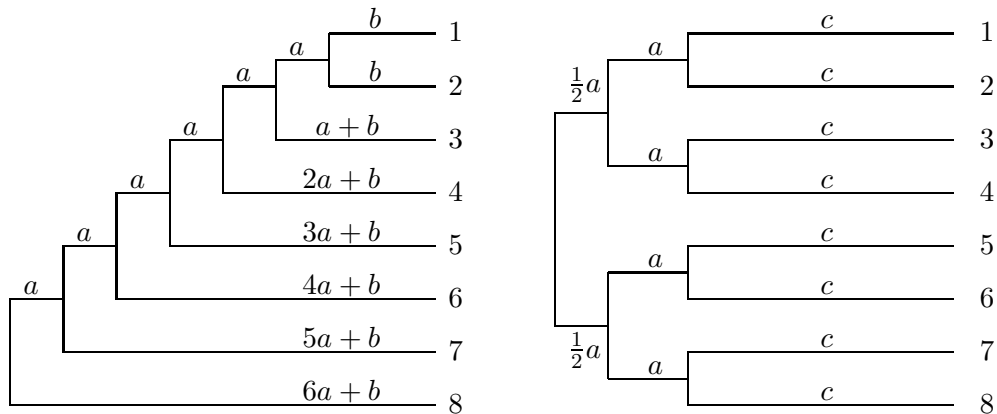 b 1
a b 2
a a + b 3
a 2a + b 4
a 3a + b 5
a 4a + b 6
a 5a + b 7
6a + b 8
c 1
a c 2
½a c 3
a c 4
c 5
a c 6
½a c 7
a c 8